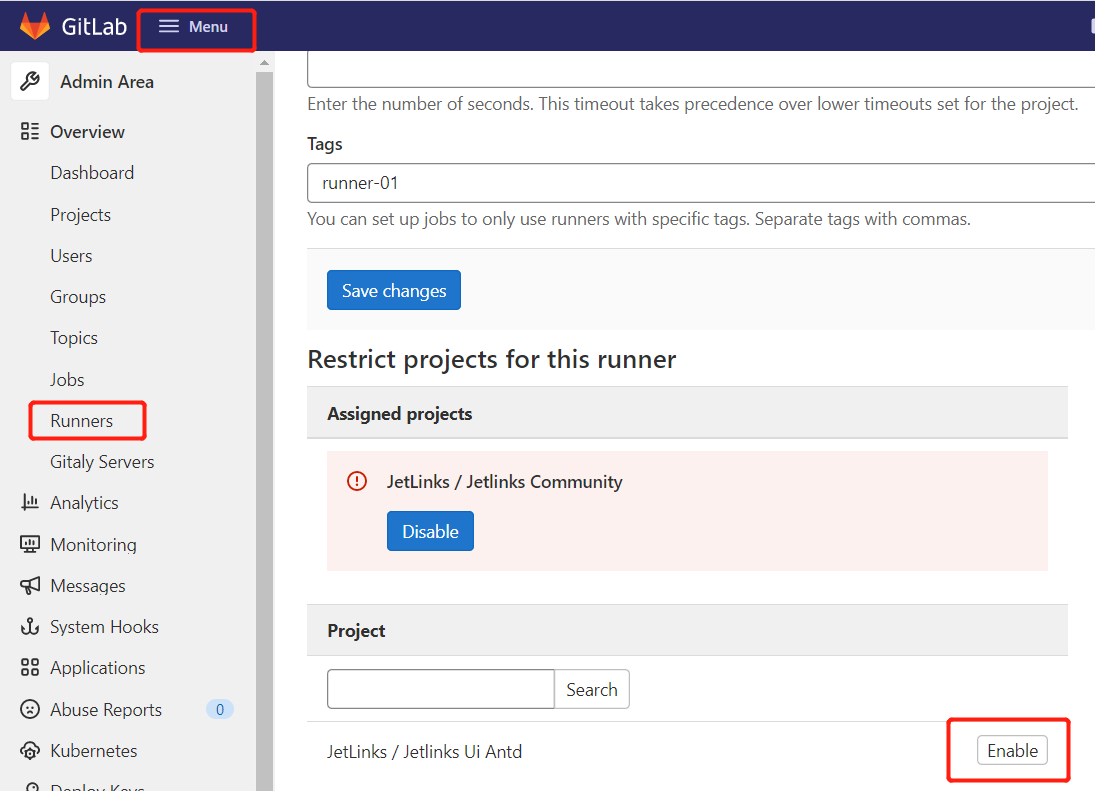 GitLab
Menu
Admin Area
Overview
Dashboard
Projects
Users
Groups
Topics
Jobs
Runners
Gitaly Servers
Analytics
Monitoring
Messages
System Hooks
Applications
Abuse Reports 0
Kubernetes
Deploy Keys
Enter the number of seconds. This timeout takes precedence over lower timeouts set for the project.
Tags
runner-01
You can set up jobs to only use runners with specific tags. Separate tags with commas.
Save changes
Restrict projects for this runner
Assigned projects
JetLinks / Jetlinks Community
Disable
Project
Search
JetLinks / Jetlinks Ui Antd
Enable